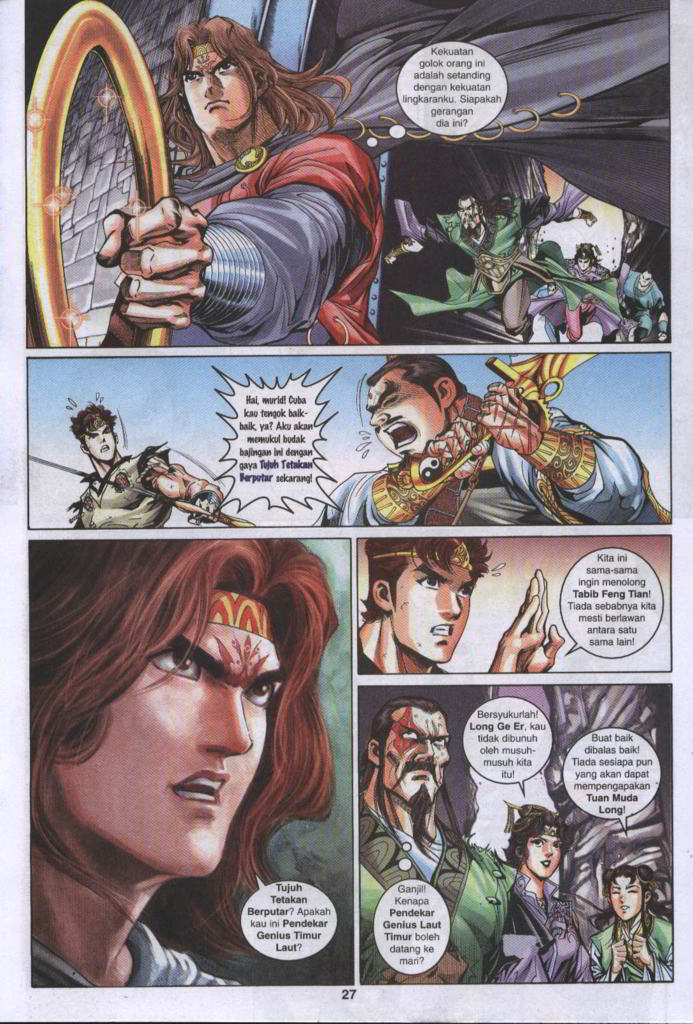 Kekuatan
golok orang ini
adalah setanding
dengan kekuatan
lingkaranku. Siapakah
gerangan
dia ini?
Hai, murid! Cuba
kau tengok baik-
baik, ya? Aku akan
memukul budak
bajingan ini dengan
gaya Tujuh Tetakan
Berputar sekarang!
Kita ini
sama-sama
ingin menolong
Tabib Feng Tian!
Tiada sebabnya kita
mesti berlawan
antara satu
sama lain!
Tujuh
Tetakan
Berputar? Apakah
kau ini Pendekar
Genius Timur
Laut?
Bersyukurlah!
Long Ge Er, kau
tidak dibunuh
oleh musuh-
musuh kita
itu!
Buat baik
dibalas baik!
Tiada sesiapa pun
yang akan dapat
mempengapakan
Tuan Muda
Long!
Ganjil!
Kenapa
Pendekar
Genius Laut
Timur boleh
datang ke
mari?
27